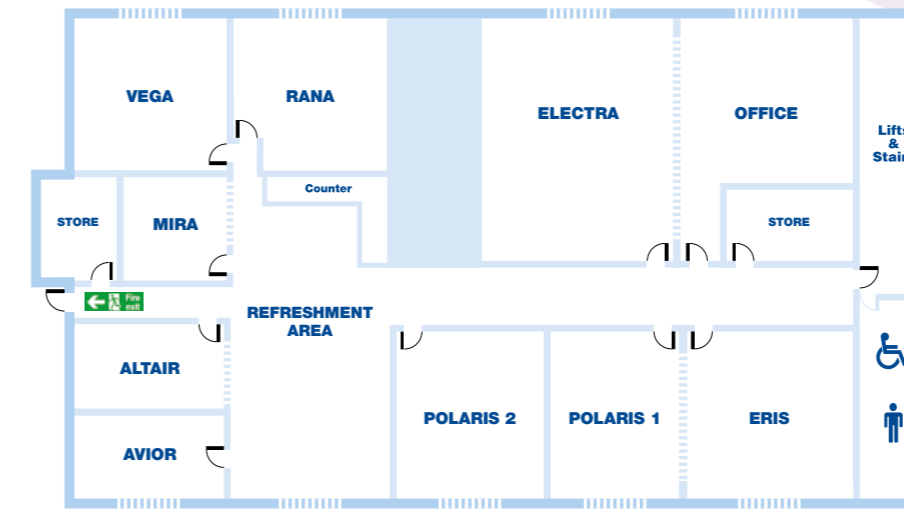 VEGA
RANA
ELECTRA
OFFICE
Lifts
&
Stair
Counter
STORE
MIRA
STORE
Fire
exit
REFRESHMENT
AREA
ALTAIR
POLARIS 2
POLARIS 1
ERIS
AVIOR